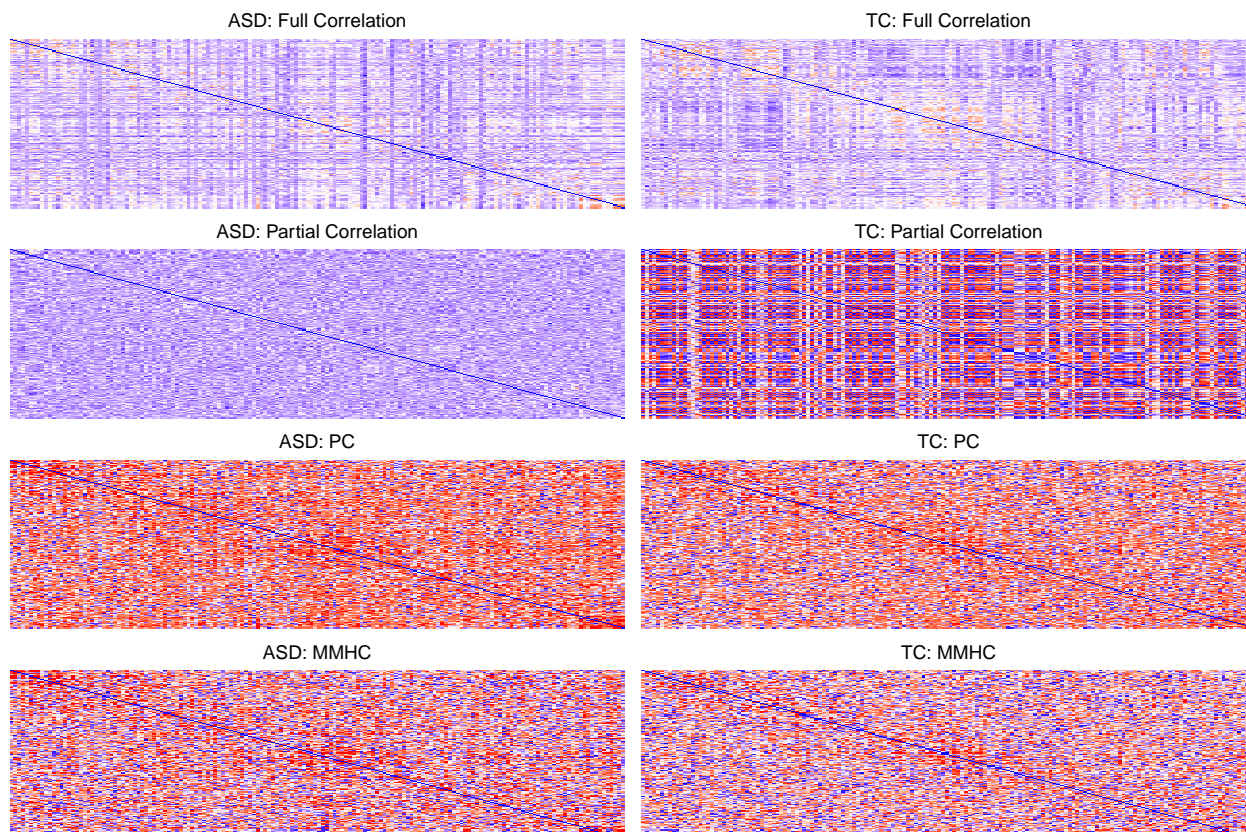 ASD: Full Correlation
TC: Full Correlation
ASD: Partial Correlation
TC: Partial Correlation
ASD: PC
TC: PC
ASD: MMHC
TC: MMHC